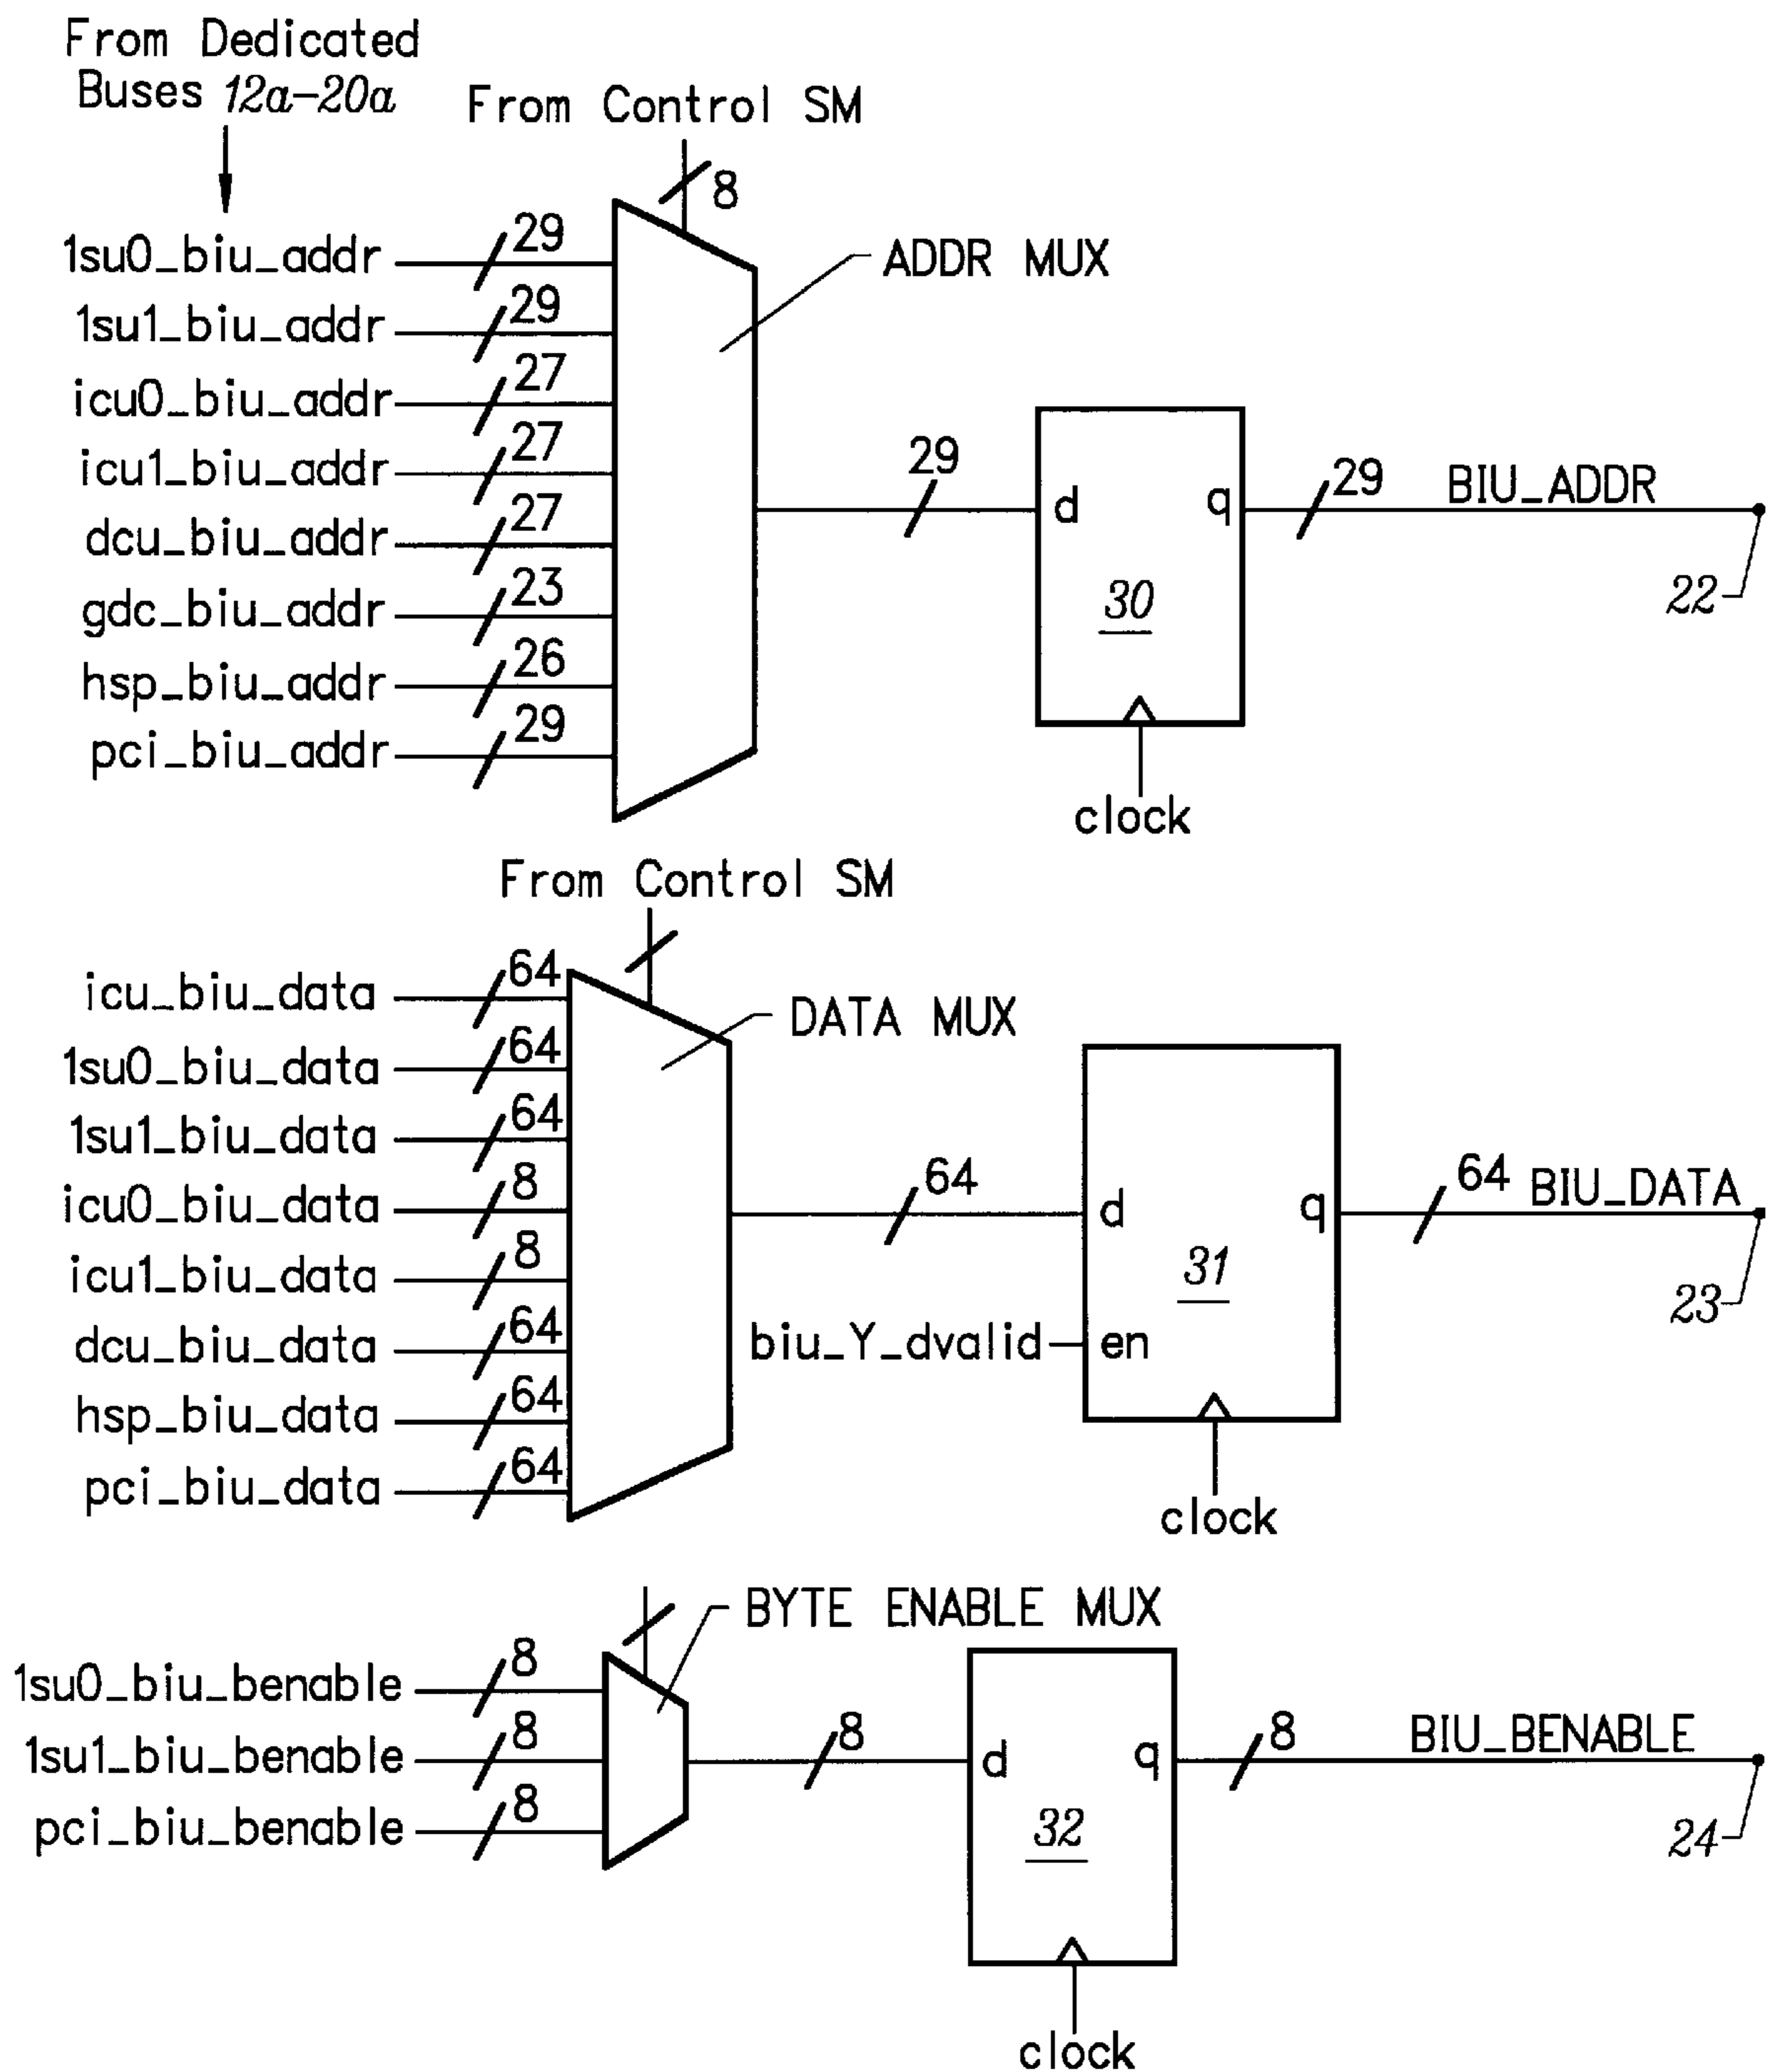 From Dedicated
Buses 12a-20a
From Control SM
8
1su0_biu_addr 29
ADDR MUX
1su1_biu_addr 29
icu0_biu_addr 27
icu1_biu_addr 27
dcu_biu_addr 27
gdc_biu_addr 23
hsp_biu_addr 26
pci_biu_addr 29
29
d
q
30
clock
29
BIU_ADDR
22
From Control SM
icu_biu_data 64
DATA MUX
1su0_biu_data 64
1su1_biu_data 64
icu0_biu_data 8
icu1_biu_data 8
dcu_biu_data 64
hsp_biu_data 64
pci_biu_data 64
64
d
q
31
biu_Y_dvalid
en
clock
64
BIU_DATA
23
BYTE ENABLE MUX
1su0_biu_benable 8
1su1_biu_benable 8
pci_biu_benable 8
8
d
q
32
clock
8
BIU_BENABLE
24